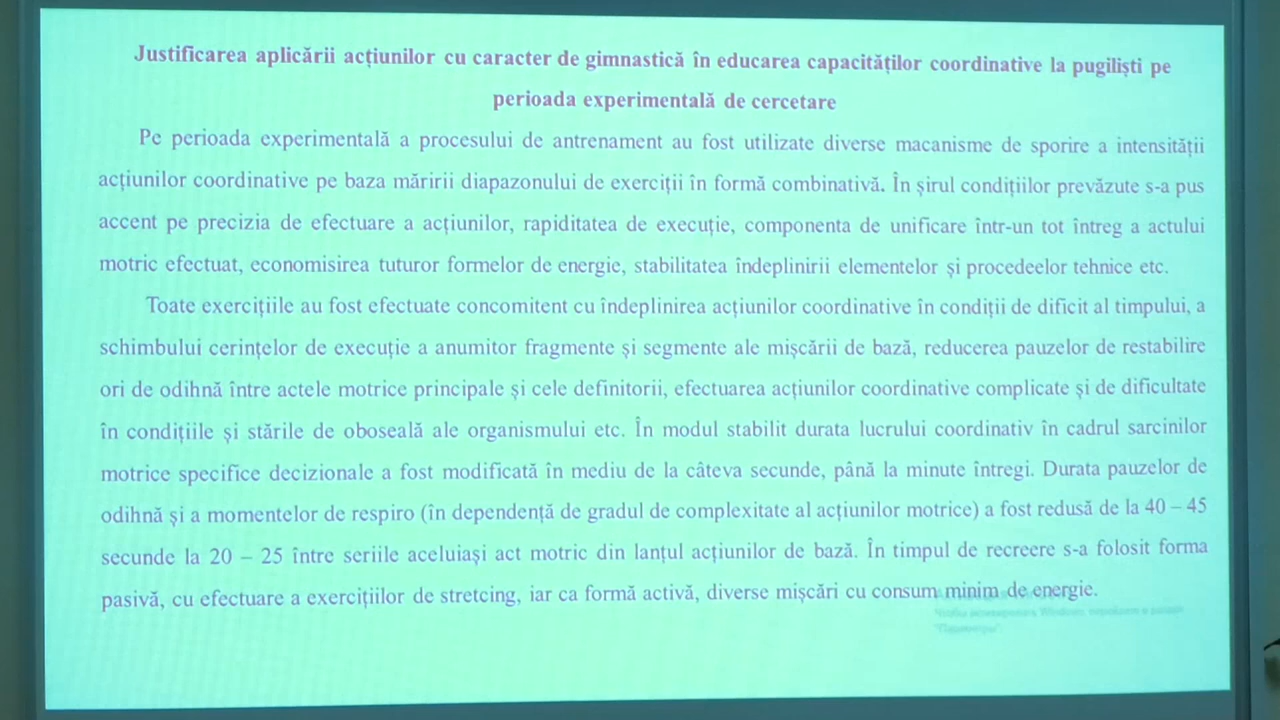 Justificarea aplicării acțiunilor cu caracter de gimnastică în educarea capacităților coordinative la pugiliști pe
perioada experimentală de cercetare
Pe perioada experimentală a procesului de antrenament au fost utilizate diverse macanisme de sporire a intensității
acțiunilor coordinative pe baza măririi diapazonului de exerciții în formă combinativă. În șirul condițiilor prevăzute s-a pus
accent pe precizia de efectuare a acțiunilor, rapiditatea de execuție, componenta de unificare într-un tot întreg a actului
motric efectuat, economisirea tuturor formelor de energie, stabilitatea îndeplinirii elementelor și procedeelor tehnice etc.
Toate exercițiile au fost efectuate concomitent cu îndeplinirea acțiunilor coordinative în condiții de dificit al timpului, a
schimbului cerințelor de execuție a anumitor fragmente și segmente ale mișcării de bază, reducerea pauzelor de restabilire
ori de odihnă între actele motrice principale și cele definitorii, efectuarea acțiunilor coordinative complicate și de dificultate
în condițiile și stările de oboseală ale organismului etc. În modul stabilit durata lucrului coordinativ în cadrul sarcinilor
motrice specifice decizionale a fost modificată în mediu de la câteva secunde, până la minute întregi. Durata pauzelor de
odihnă și a momentelor de respiro (în dependență de gradul de complexitate al acțiunilor motrice) a fost redusă de la 40 – 45
secunde la 20 – 25 între seriile aceluiași act motric din lanțul acțiunilor de bază. În timpul de recreere s-a folosit forma
pasivă, cu efectuare a exercițiilor de stretcing, iar ca formă activă, diverse mișcări cu consum minim de energie.
Windows